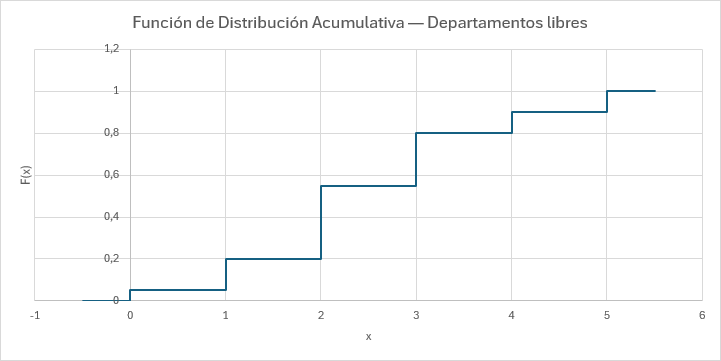 Función de Distribución Acumulativa — Departamentos libres
1,2
1
0,8
0,6
0,4
0,2
0
F(x)
-1 0 1 2 3 4 5 6
x